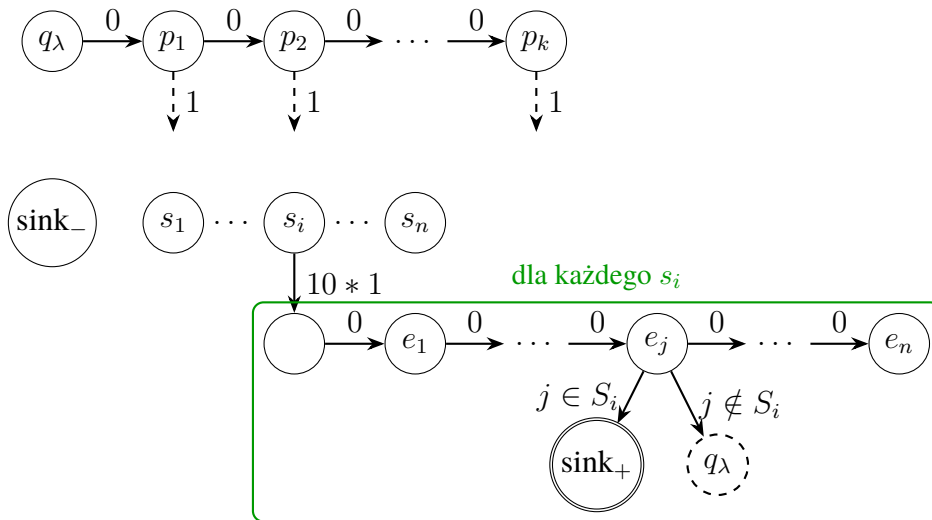 0 0 0 0
q_λ p_1 p_2 ⋯ p_k
1 1 1
sink_− s_1 ⋯ s_i ⋯ s_n
10 ∗ 1
dla każdego s_i
0 0 0 0 0
e_1 ⋯ e_j ⋯ e_n
j ∈ S_i j ∉ S_i
sink_+ q_λ